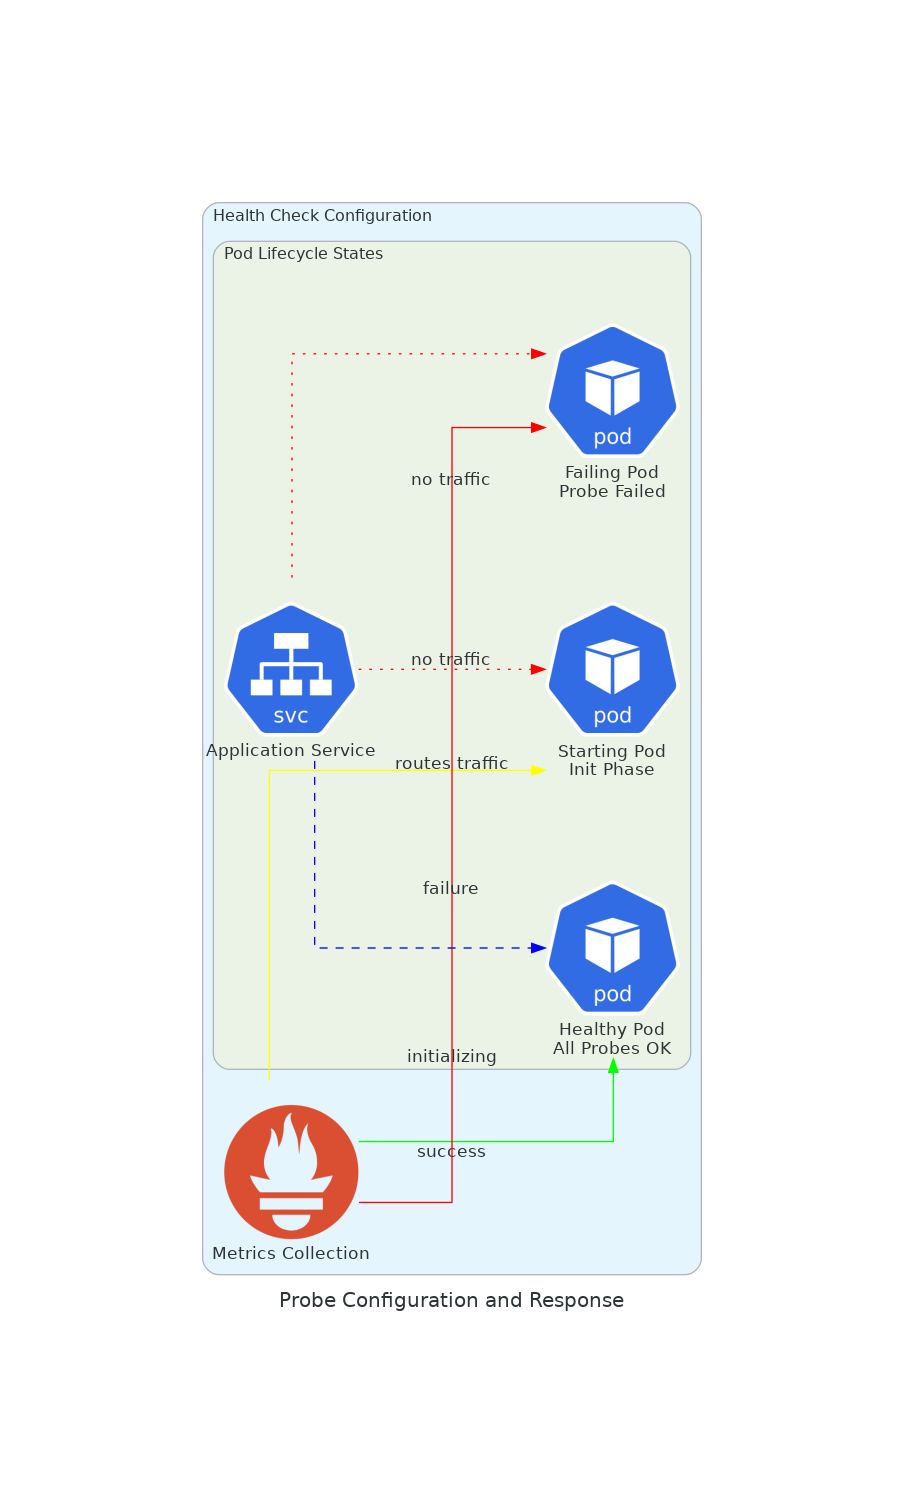 Health Check Configuration
Pod Lifecycle States
pod
Failing Pod
Probe Failed
no traffic
no traffic
svc
Application Service
pod
Starting Pod
Init Phase
routes traffic
failure
pod
Healthy Pod
All Probes OK
initializing
success
Metrics Collection
Probe Configuration and Response